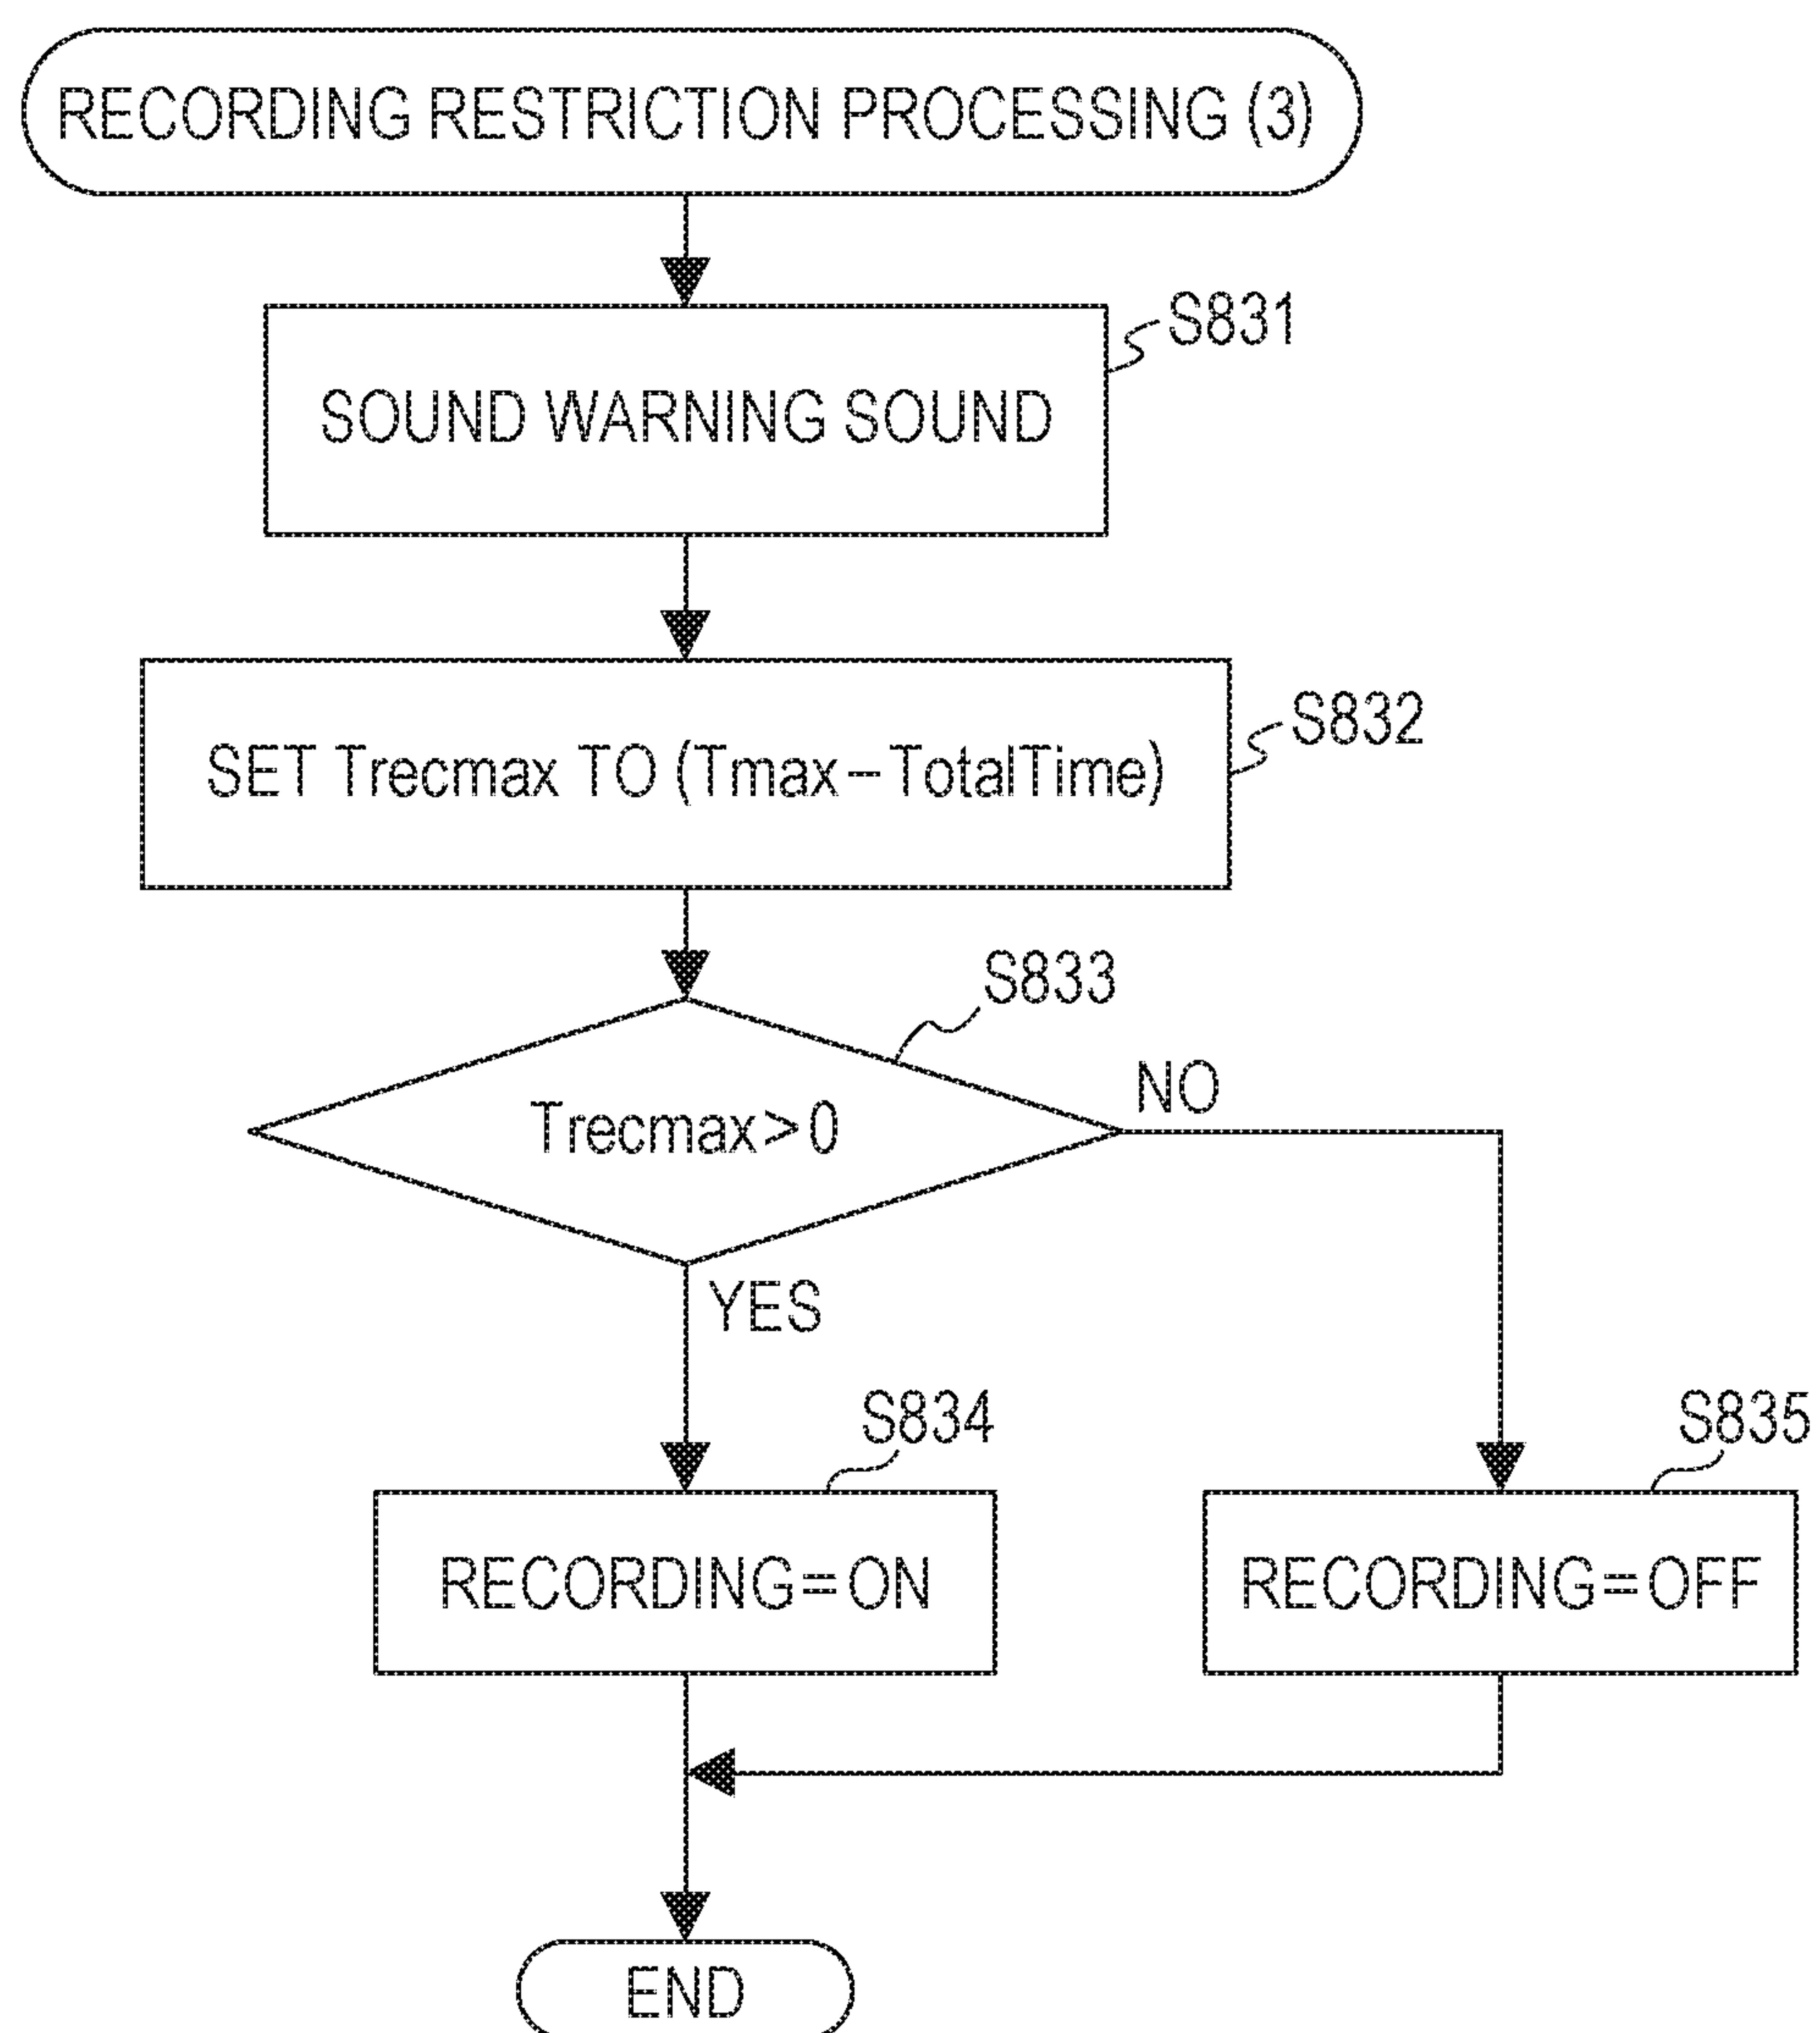 RECORDING RESTRICTION PROCESSING (3)
S831
SOUND WARNING SOUND
S832
SET Trecmax TO (Tmax−TotalTime)
S833
NO
Trecmax>0
YES
S834
S835
RECORDING=ON
RECORDING=OFF
END